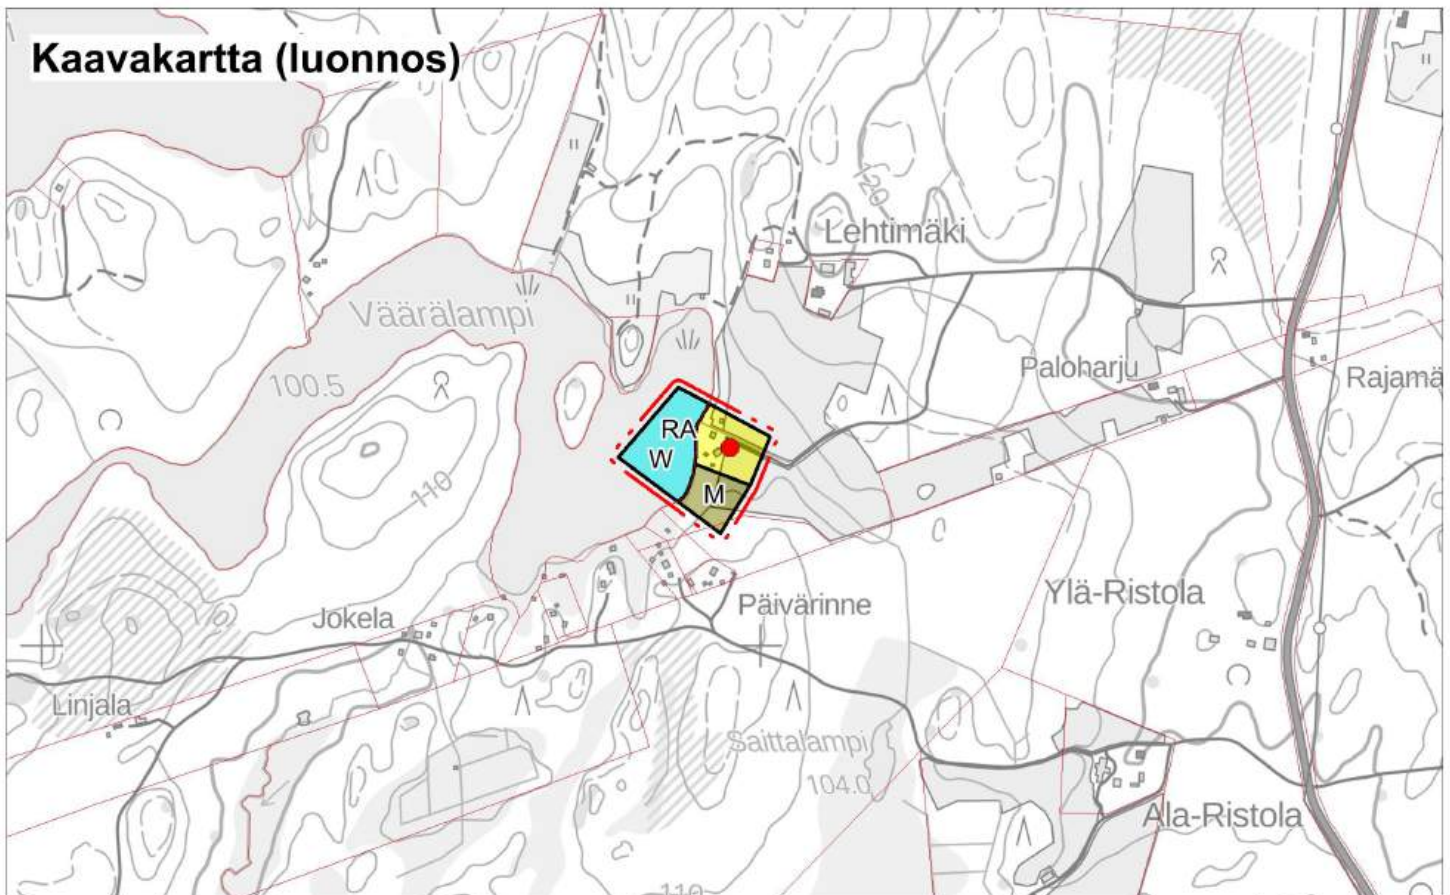 Kaavakartta (luonnos)
120
Lehtimäki
Väärälampi
100.5
Paloharju
Rajamä
RA
W
M
110
Jokela
Päivärinne
Ylä-Ristola
Linjala
Saittalampi
104.0
Ala-Ristola
110